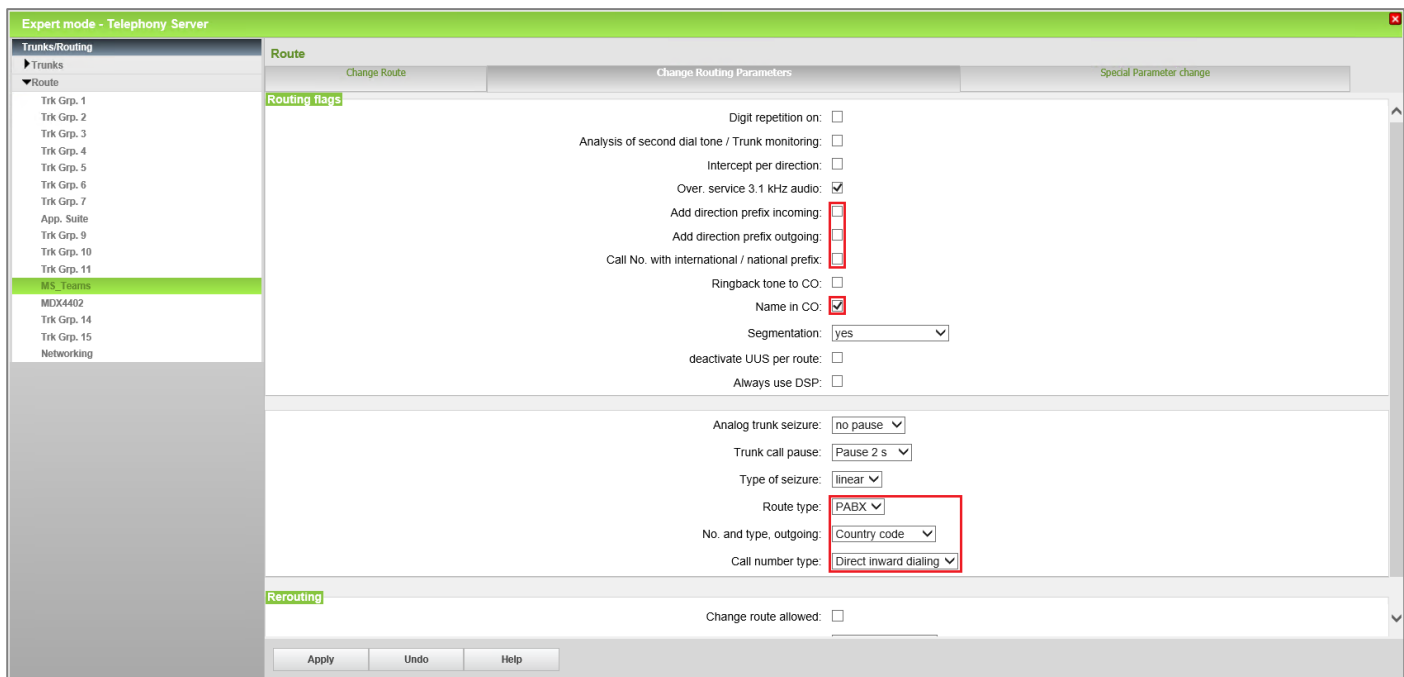 Expert mode - Telephony Server
Trunks/Routing
Trunks
Route
Trk Grp. 1
Trk Grp. 2
Trk Grp. 3
Trk Grp. 4
Trk Grp. 5
Trk Grp. 6
Trk Grp. 7
App. Suite
Trk Grp. 9
Trk Grp. 10
Trk Grp. 11
MS_Teams
MDX4402
Trk Grp. 14
Trk Grp. 15
Networking
Route
Change Route Change Routing Parameters Special Parameter change
Routing flags
Digit repetition on:
Analysis of second dial tone / Trunk monitoring:
Intercept per direction:
Over. service 3.1 kHz audio:
Add direction prefix incoming:
Add direction prefix outgoing:
Call No. with international / national prefix:
Ringback tone to CO:
Name in CO:
Segmentation: yes
deactivate UUS per route:
Always use DSP:
Analog trunk seizure: no pause
Trunk call pause: Pause 2 s
Type of seizure: linear
Route type: PABX
No. and type, outgoing: Country code
Call number type: Direct inward dialing
Rerouting
Change route allowed:
Apply Undo Help